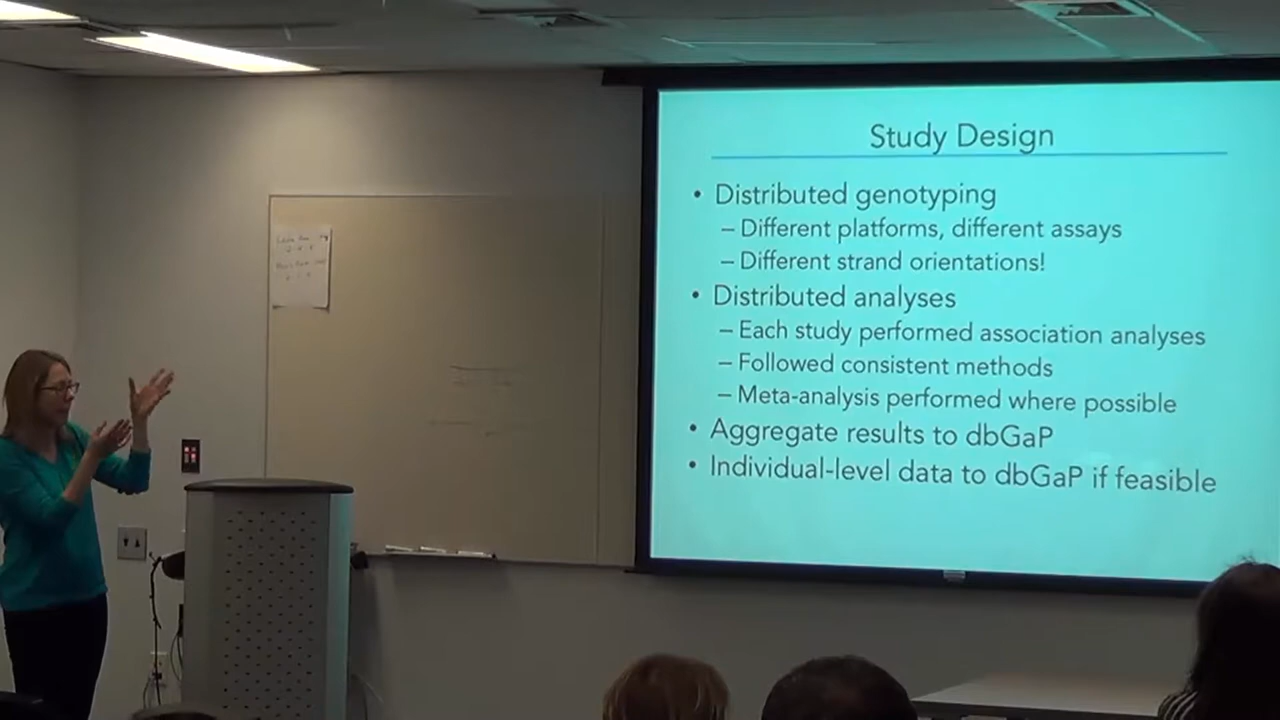 Study Design
• Distributed genotyping
– Different platforms, different assays
– Different strand orientations!
• Distributed analyses
– Each study performed association analyses
– Followed consistent methods
– Meta-analysis performed where possible
• Aggregate results to dbGaP
• Individual-level data to dbGaP if feasible